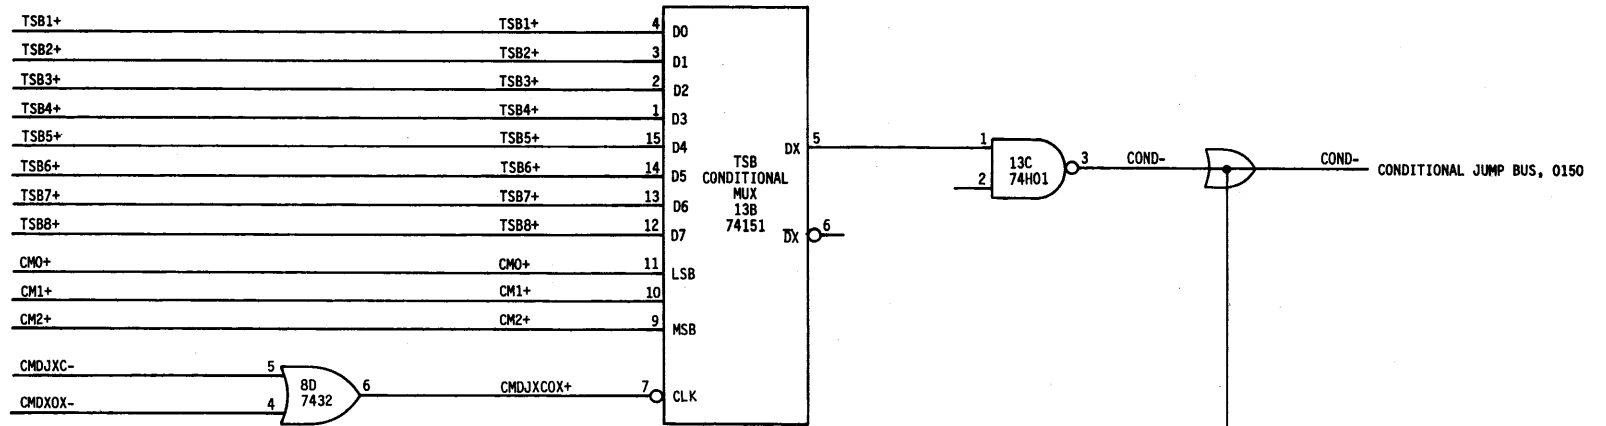 TSB1+ TSB1+ 4 D0
TSB2+ TSB2+ 3 D1
TSB3+ TSB3+ 2 D2
TSB4+ TSB4+ 1 D3
TSB5+ TSB5+ 15 D4
TSB6+ TSB6+ 14 D5
TSB7+ TSB7+ 13 D6
TSB8+ TSB8+ 12 D7
CM0+ CM0+ 11 LSB
CM1+ CM1+ 10
CM2+ CM2+ 9 MSB
CMDJXC- 5
CMDXOX- 4
8D
7432
6 CMDJXCOX+ 7 CLK
TSB
CONDITIONAL
MUX
13B
74151
DX 5
D̅X 6
1
2
13C
74H01
3 COND- COND- CONDITIONAL JUMP BUS, 0150